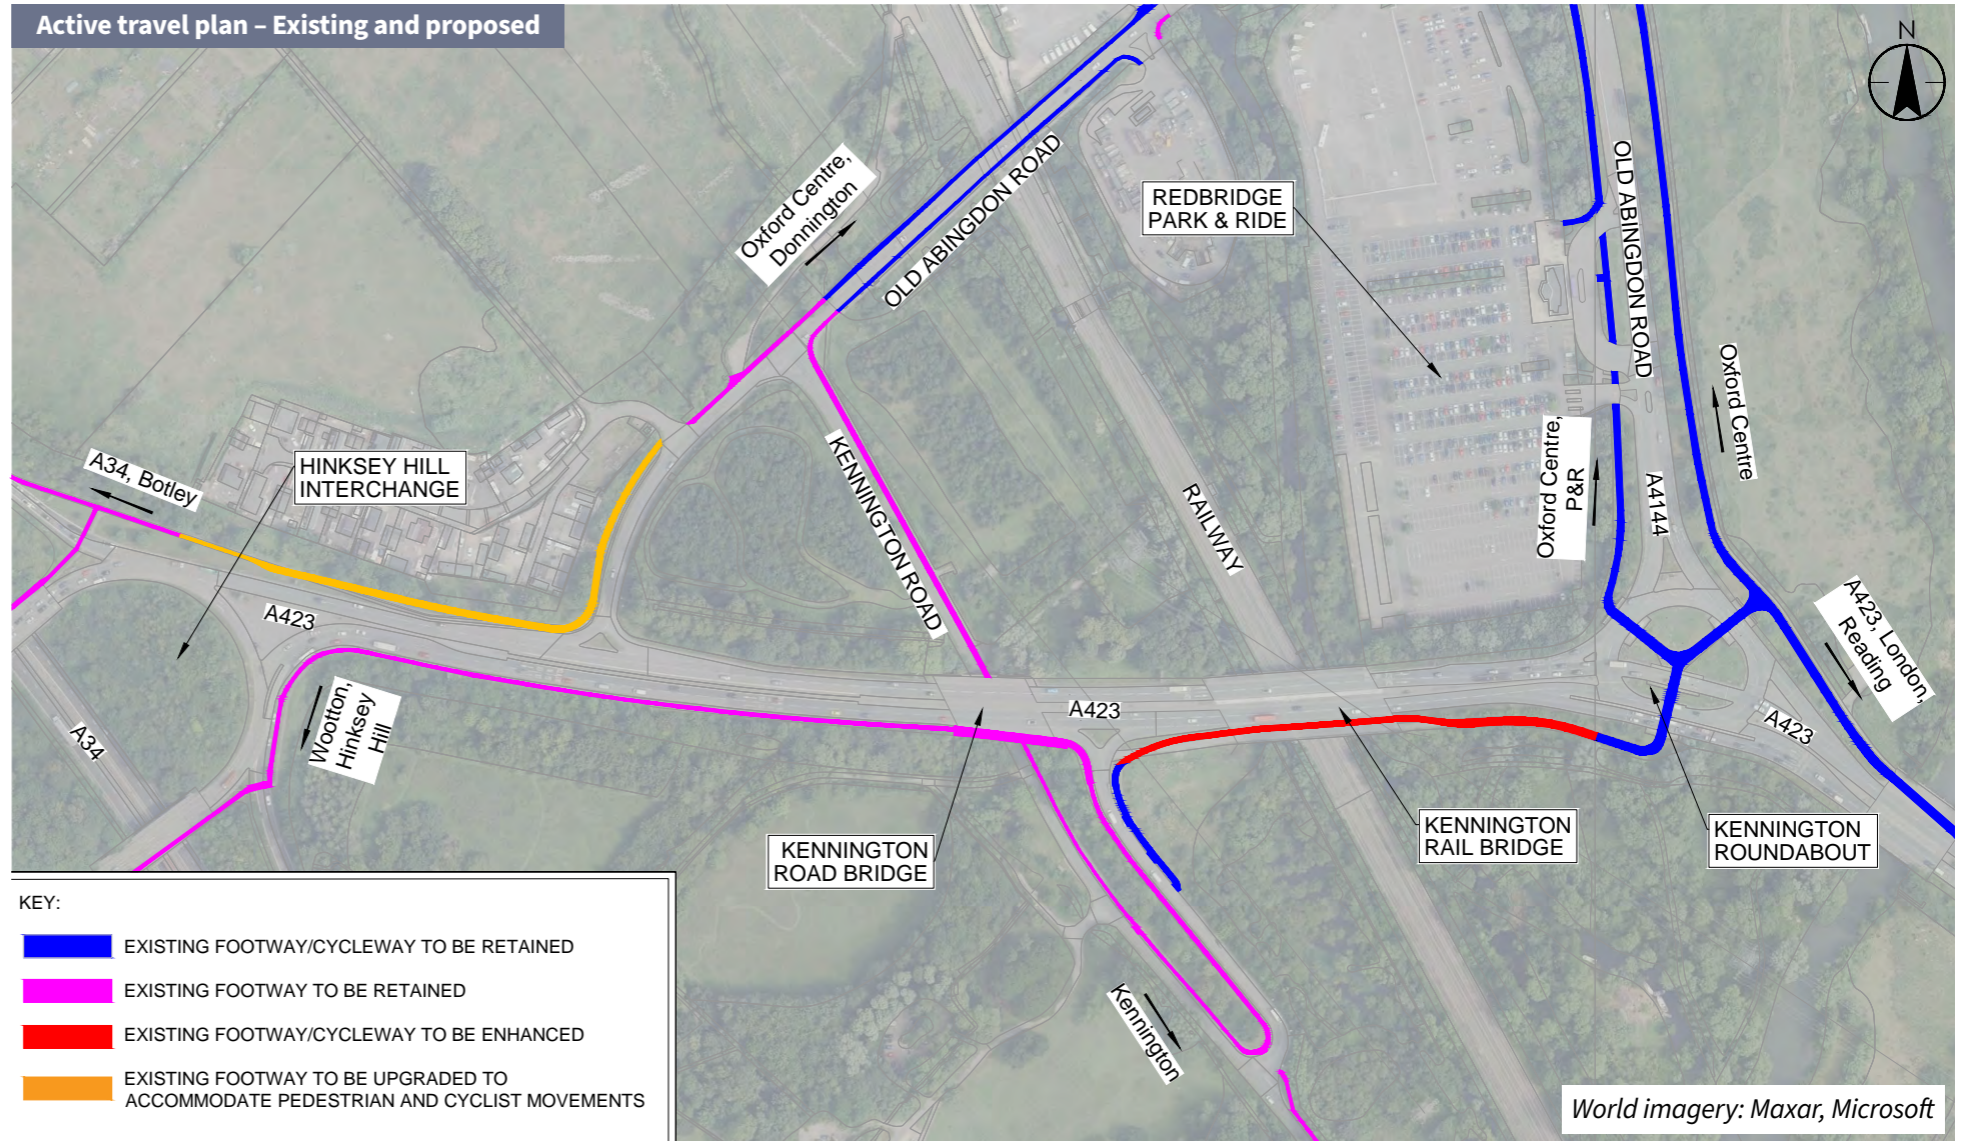 Active travel plan – Existing and proposed
N
Oxford Centre,
Donnington
OLD ABINGDON ROAD
REDBRIDGE
PARK & RIDE
OLD ABINGDON ROAD
Oxford Centre
A34, Botley
HINKSEY HILL
INTERCHANGE
KENNINGTON ROAD
RAILWAY
Oxford Centre,
P&R
A4144
A423
A423, London,
Reading
Wootton,
Hinksey
Hill
A34
A423
A423
KENNINGTON
ROAD BRIDGE
KENNINGTON
RAIL BRIDGE
KENNINGTON
ROUNDABOUT
Kennington
KEY:
EXISTING FOOTWAY/CYCLEWAY TO BE RETAINED
EXISTING FOOTWAY TO BE RETAINED
EXISTING FOOTWAY/CYCLEWAY TO BE ENHANCED
EXISTING FOOTWAY TO BE UPGRADED TO
ACCOMMODATE PEDESTRIAN AND CYCLIST MOVEMENTS
World imagery: Maxar, Microsoft